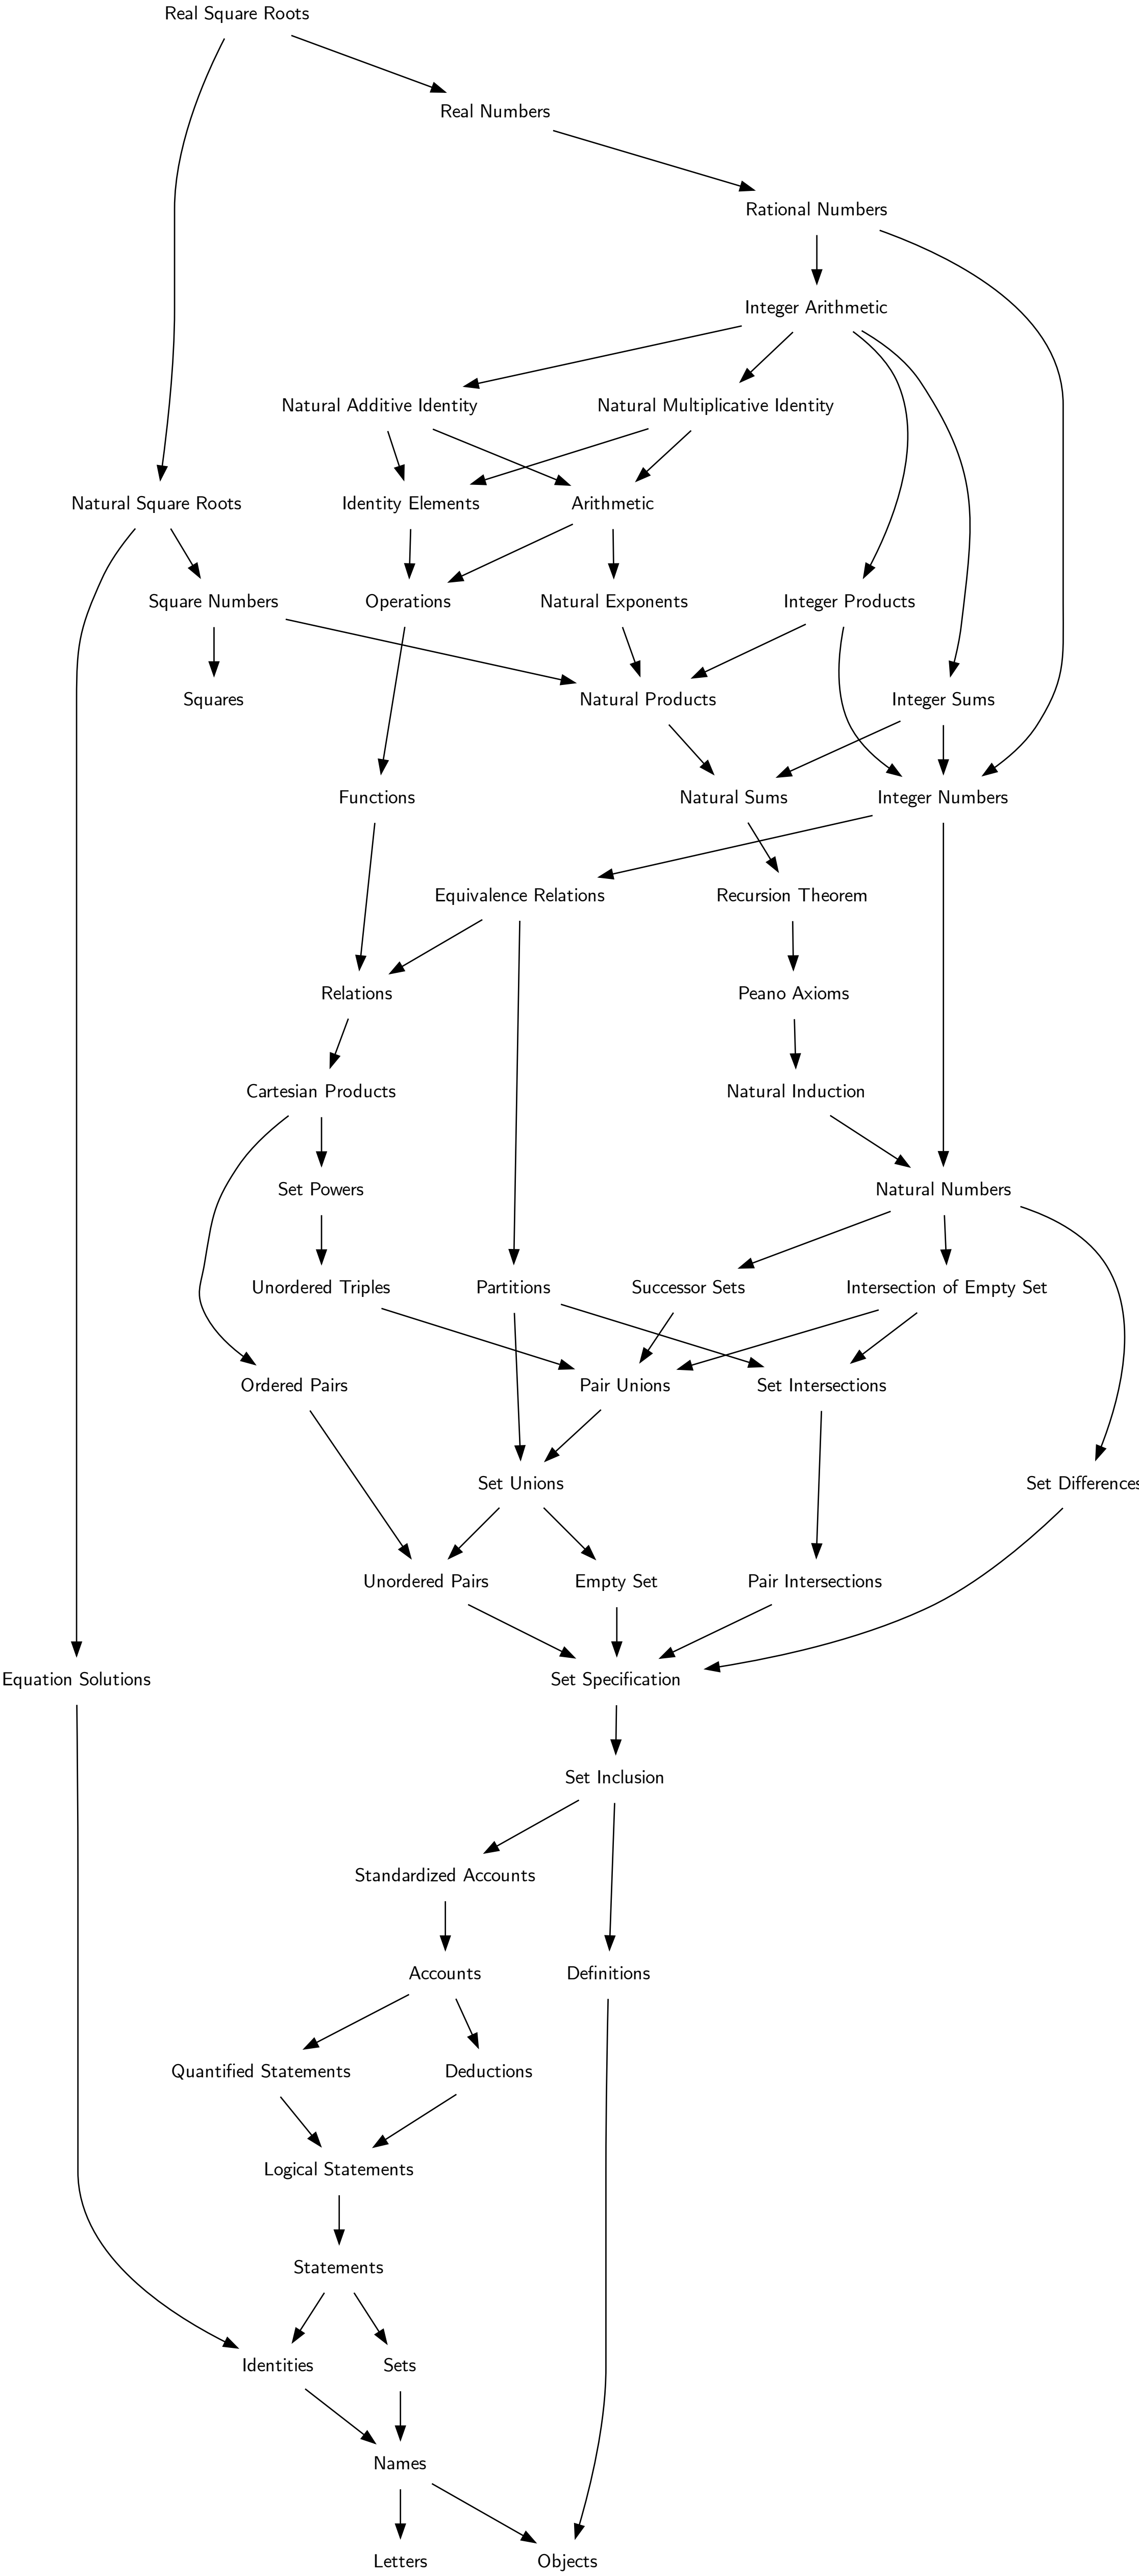 Real Square Roots
Real Numbers
Rational Numbers
Integer Arithmetic
Natural Additive Identity
Natural Multiplicative Identity
Natural Square Roots
Identity Elements
Arithmetic
Square Numbers
Operations
Natural Exponents
Integer Products
Squares
Natural Products
Integer Sums
Functions
Natural Sums
Integer Numbers
Equivalence Relations
Recursion Theorem
Relations
Peano Axioms
Cartesian Products
Natural Induction
Set Powers
Natural Numbers
Unordered Triples
Partitions
Successor Sets
Intersection of Empty Set
Ordered Pairs
Pair Unions
Set Intersections
Set Unions
Set Differences
Unordered Pairs
Empty Set
Pair Intersections
Equation Solutions
Set Specification
Set Inclusion
Standardized Accounts
Accounts
Definitions
Quantified Statements
Deductions
Logical Statements
Statements
Identities
Sets
Names
Letters
Objects